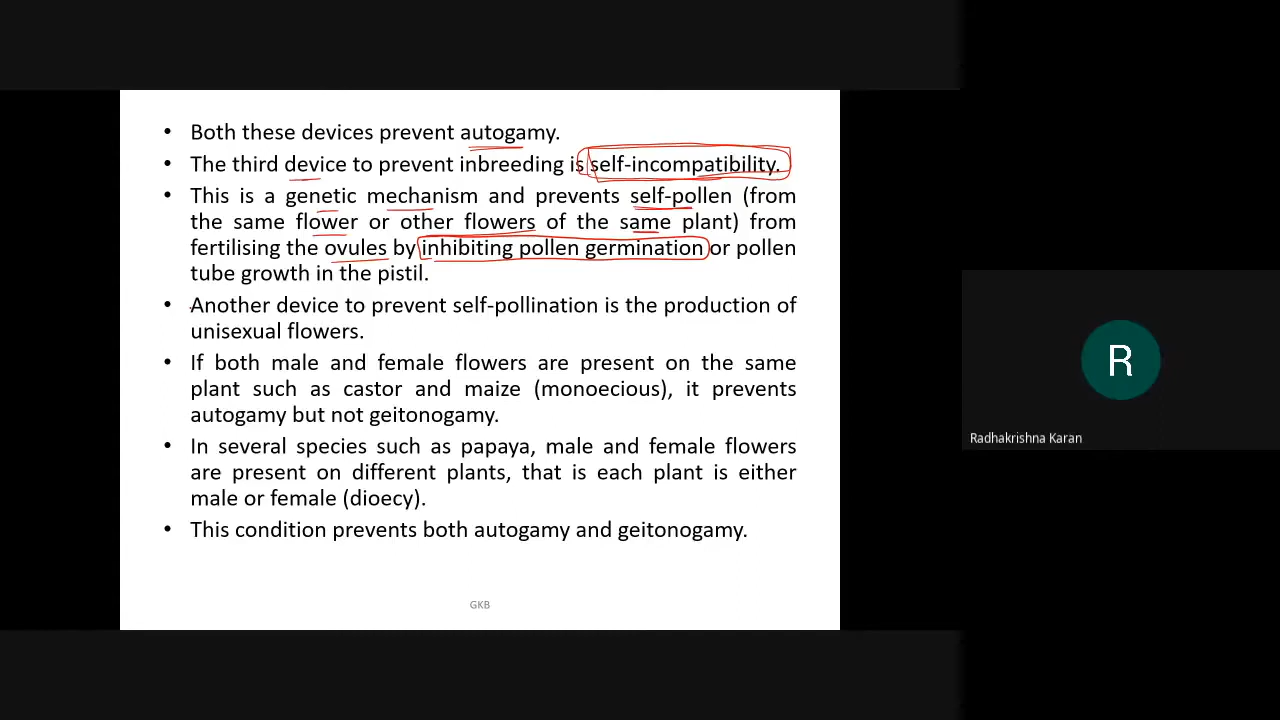 • Both these devices prevent autogamy.
• The third device to prevent inbreeding is self-incompatibility.
• This is a genetic mechanism and prevents self-pollen (from
the same flower or other flowers of the same plant) from
fertilising the ovules by inhibiting pollen germination or pollen
tube growth in the pistil.
• Another device to prevent self-pollination is the production of
unisexual flowers.
• If both male and female flowers are present on the same
plant such as castor and maize (monoecious), it prevents
autogamy but not geitonogamy.
• In several species such as papaya, male and female flowers
are present on different plants, that is each plant is either
male or female (dioecy).
• This condition prevents both autogamy and geitonogamy.
GKB
R
Radhakrishna Karan